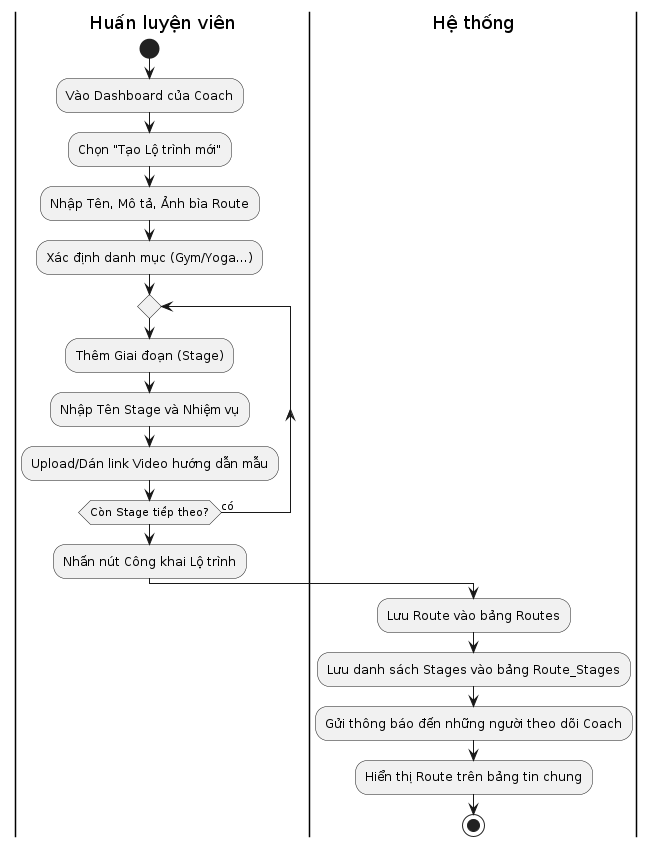 Huấn luyện viên
Hệ thống
Vào Dashboard của Coach
Chọn "Tạo Lộ trình mới"
Nhập Tên, Mô tả, Ảnh bìa Route
Xác định danh mục (Gym/Yoga...)
Thêm Giai đoạn (Stage)
Nhập Tên Stage và Nhiệm vụ
Upload/Dán link Video hướng dẫn mẫu
Còn Stage tiếp theo?
có
Nhấn nút Công khai Lộ trình
Lưu Route vào bảng Routes
Lưu danh sách Stages vào bảng Route_Stages
Gửi thông báo đến những người theo dõi Coach
Hiển thị Route trên bảng tin chung